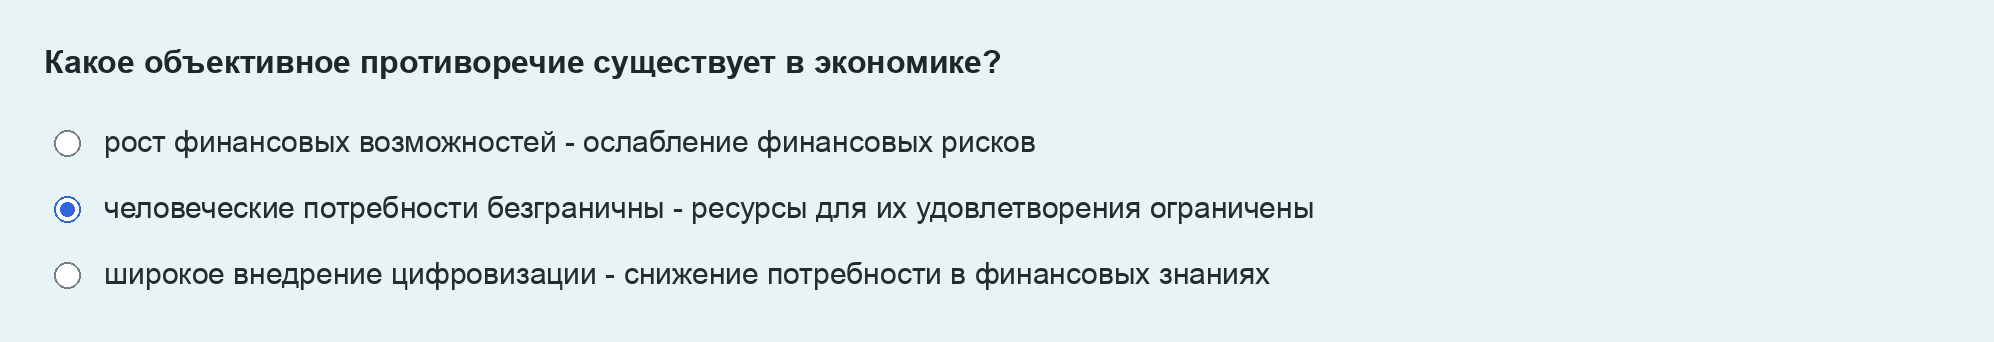 Какое объективное противоречие существует в экономике?
рост финансовых возможностей - ослабление финансовых рисков
человеческие потребности безграничны - ресурсы для их удовлетворения ограничены
широкое внедрение цифровизации - снижение потребности в финансовых знаниях